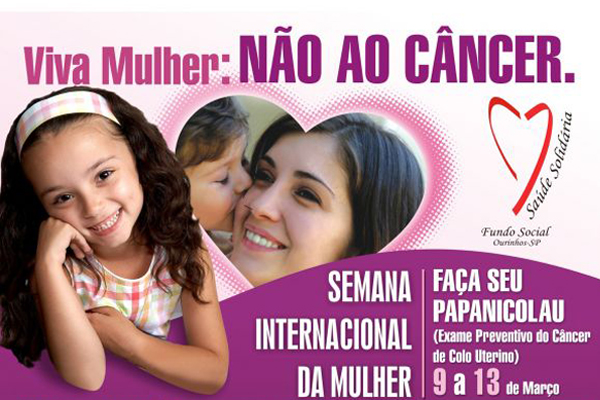 Viva Mulher: NÃO AO CÂNCER.
Saúde Solidária
Fundo Social
Ourinhos-SP
SEMANA
INTERNACIONAL
DA MULHER
FAÇA SEU
PAPANICOLAU
(Exame Preventivo do Câncer
de Colo Uterino)
9 a 13 de Março